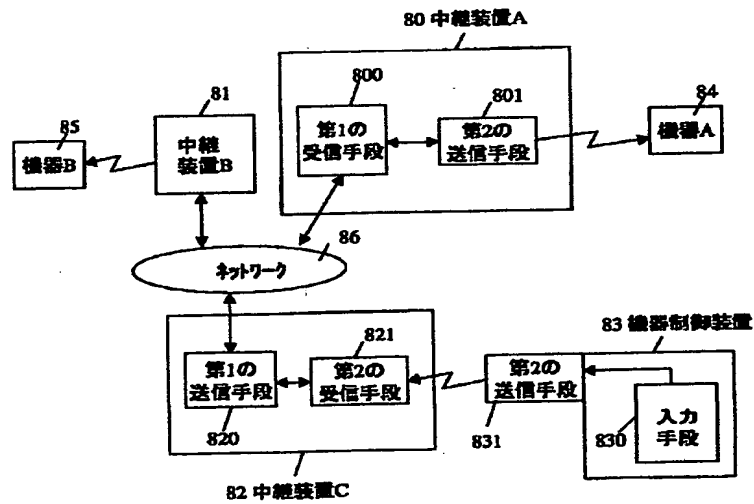 80 中継装置A
800
801
第1の
受信手段
第2の
送信手段
84
機器A
81
中継
装置B
85
機器B
86
ネットワーク
821
第1の
送信手段
第2の
受信手段
820
82 中継装置C
第2の
送信手段
831
83 機器制御装置
830
入力
手段